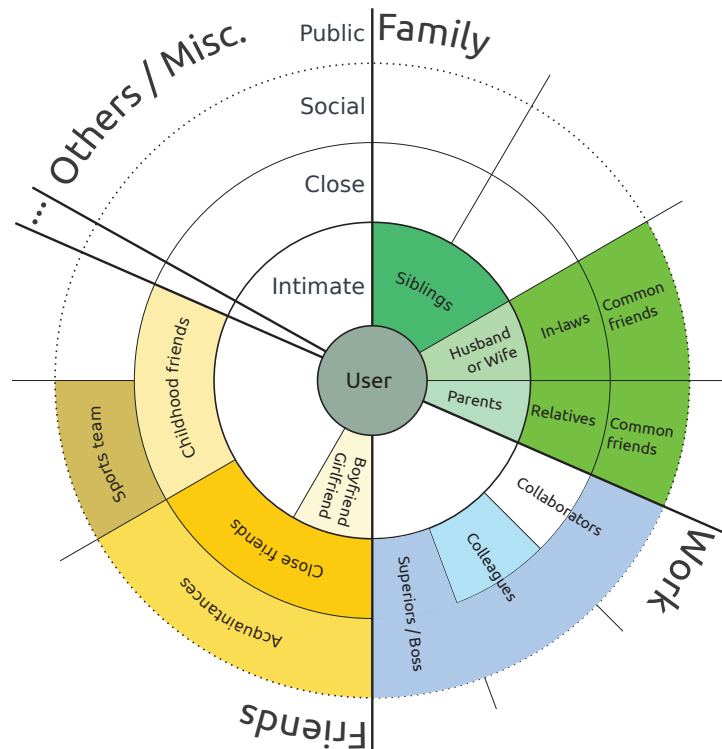 Public
Social
Close
Intimate
User
Family
Siblings
Husband
or Wife
Parents
In-laws
Common
friends
Relatives
Common
friends
Work
Collaborators
Colleagues
Superiors / Boss
Friends
Boyfriend
Girlfriend
Close friends
Acquaintances
Childhood friends
Sports team
Others / Misc.
...